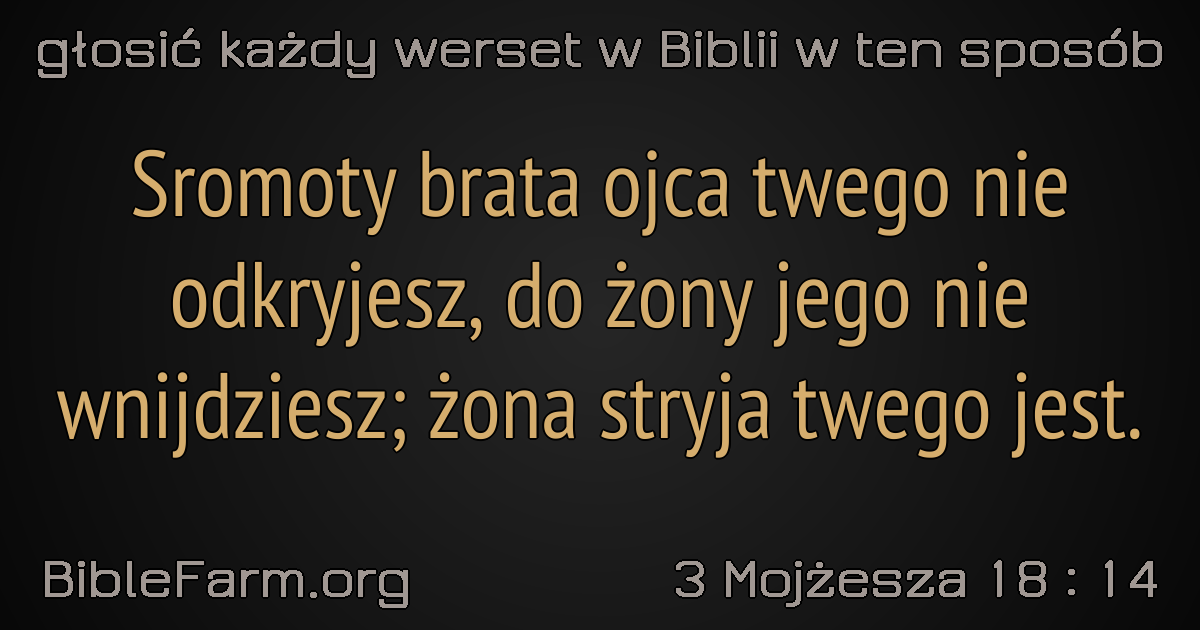 głosić każdy werset w Biblii w ten sposób
Sromoty brata ojca twego nie
odkryjesz, do żony jego nie
wnijdziesz; żona stryja twego jest.
BibleFarm.org
3 Mojżesza 18 : 14